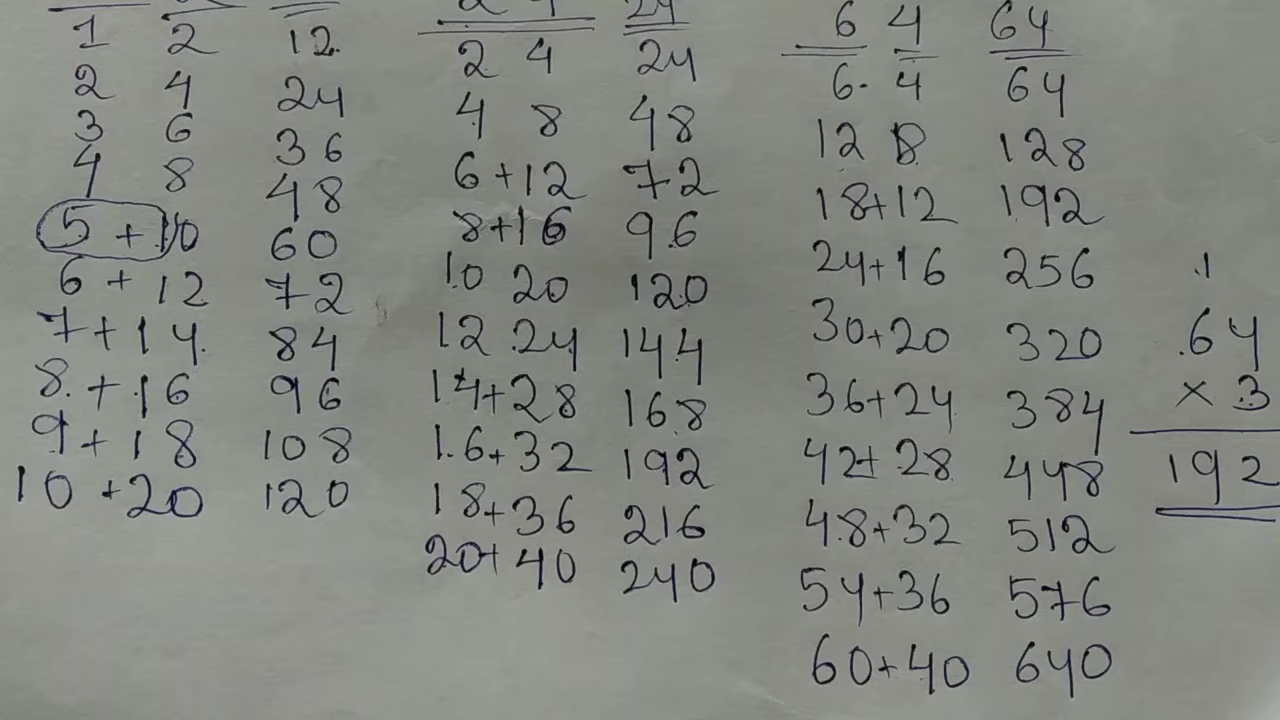 1 2 12
2 4 24
3 6 36
4 8 48
5 + 10 60
6 + 12 72
7 + 14 84
8 + 16 96
9 + 18 108
10 + 20 120
24
2 4 24
4 8 48
6 + 12 72
8 + 16 96
10 20 120
12 24 144
14 + 28 168
16 + 32 192
18 + 36 216
20 + 40 240
6 4 64
6 4 64
12 8 128
18 + 12 192
24 + 16 256
30 + 20 320
36 + 24 384
42 + 28 448
48 + 32 512
54 + 36 576
60 + 40 640
1
64
× 3
192